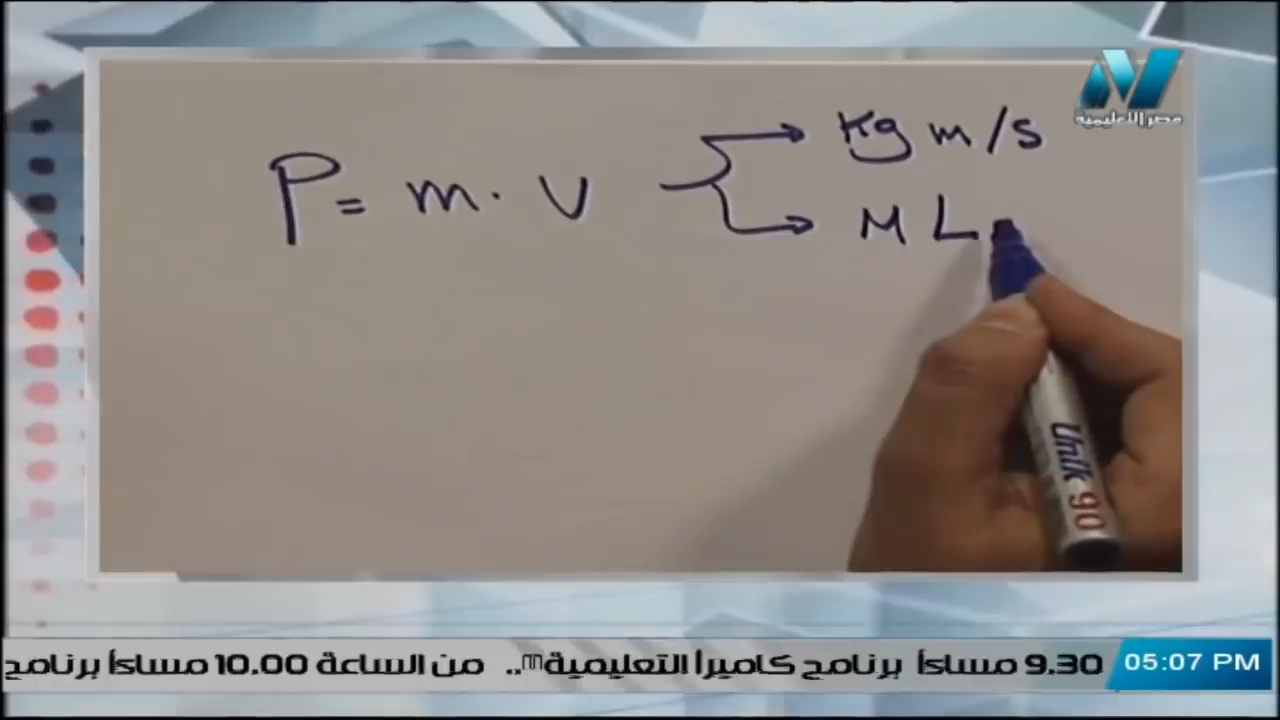 مصر التعليمية
P = m . v
Kg m/s
M L
Unik 90
9.30 مساءاً برنامج كاميرا التعليمية .. من الساعة 10.00 مساءاً برنامج
05:07 PM